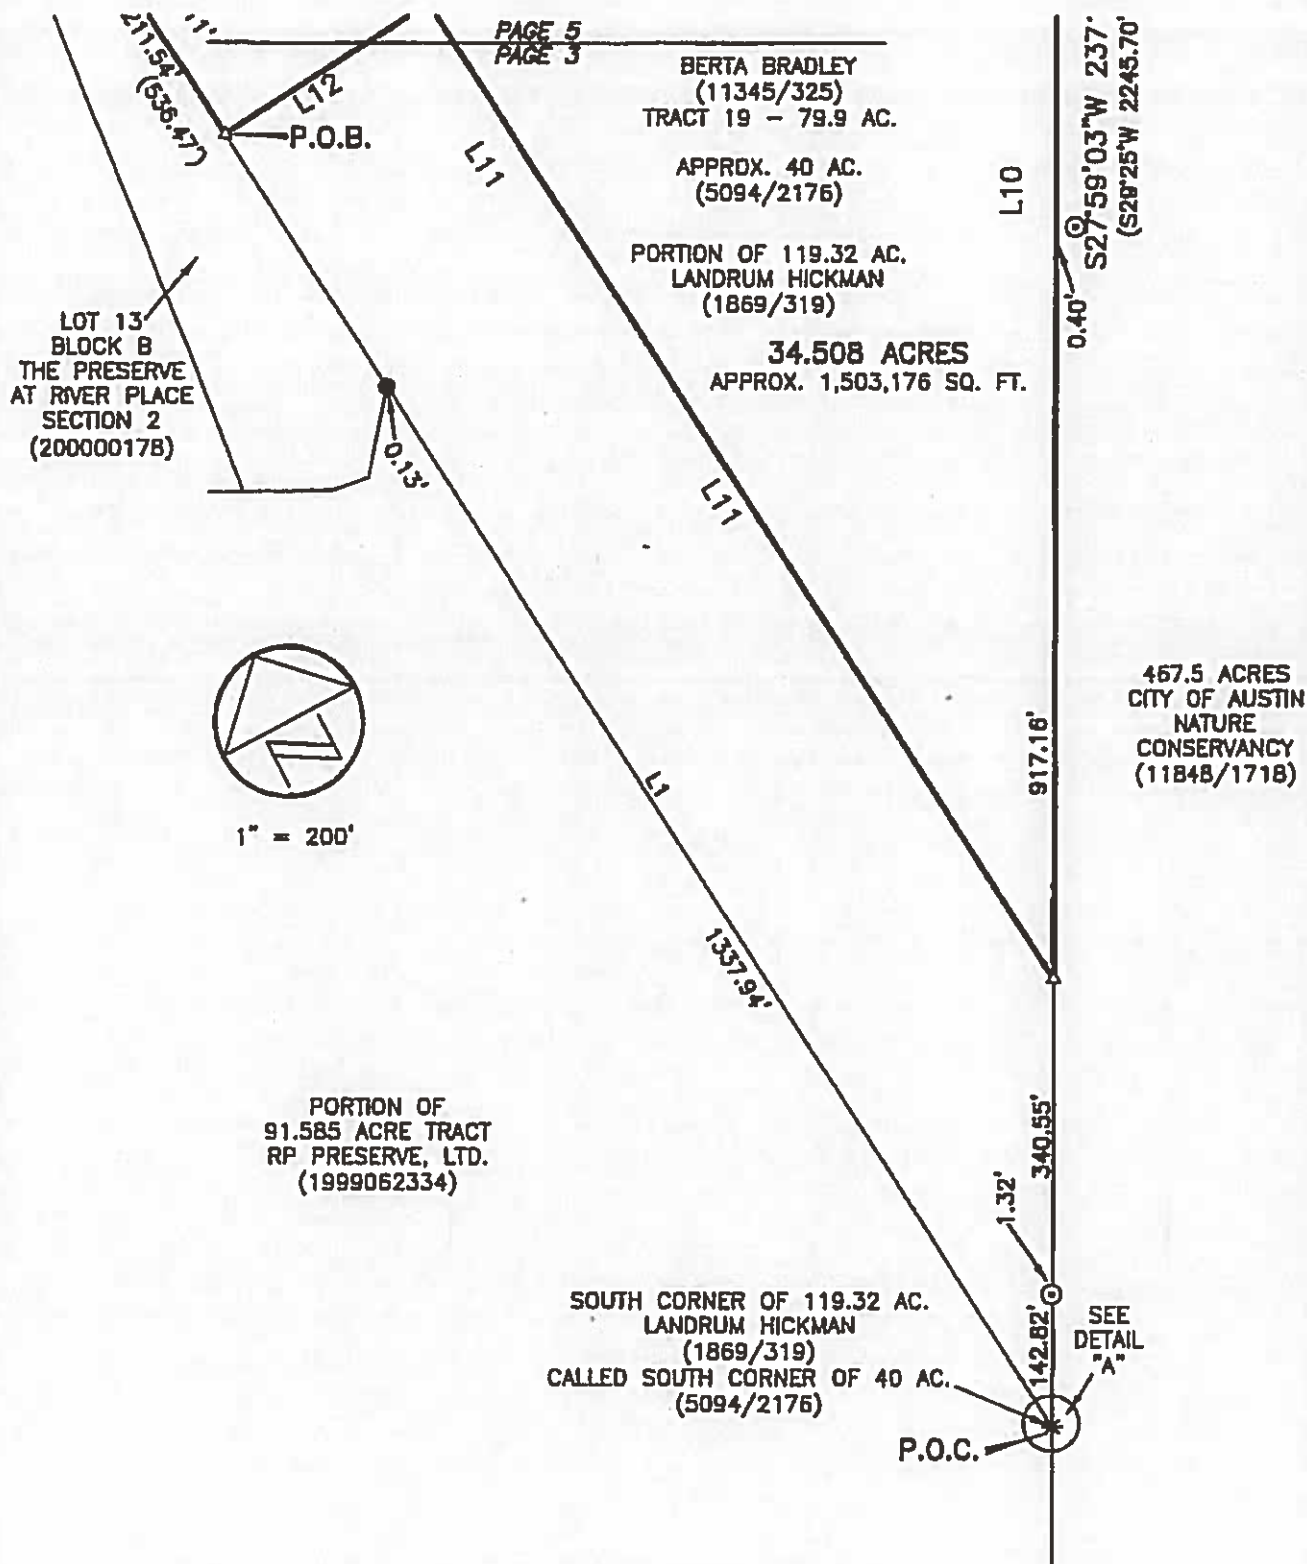 PAGE 5
PAGE 3
211.54'
(536.47')
1'
L12
P.O.B.
L11
BERTA BRADLEY
(11345/325)
TRACT 19 - 79.9 AC.
APPROX. 40 AC.
(5094/2176)
PORTION OF 119.32 AC.
LANDRUM HICKMAN
(1869/319)
34.508 ACRES
APPROX. 1,503,176 SQ. FT.
L10
S27°59'03"W 237
(S29°25'W 2245.70'
0.40'
LOT 13
BLOCK B
THE PRESERVE
AT RIVER PLACE
SECTION 2
(200000178)
0.13'
L11
1" = 200'
L1
917.16'
467.5 ACRES
CITY OF AUSTIN
NATURE
CONSERVANCY
(11848/1718)
1337.94'
PORTION OF
91.585 ACRE TRACT
RP PRESERVE, LTD.
(1999062334)
340.55'
1.32'
SOUTH CORNER OF 119.32 AC.
LANDRUM HICKMAN
(1869/319)
CALLED SOUTH CORNER OF 40 AC.
(5094/2176)
142.82'
SEE
DETAIL
"A"
P.O.C.